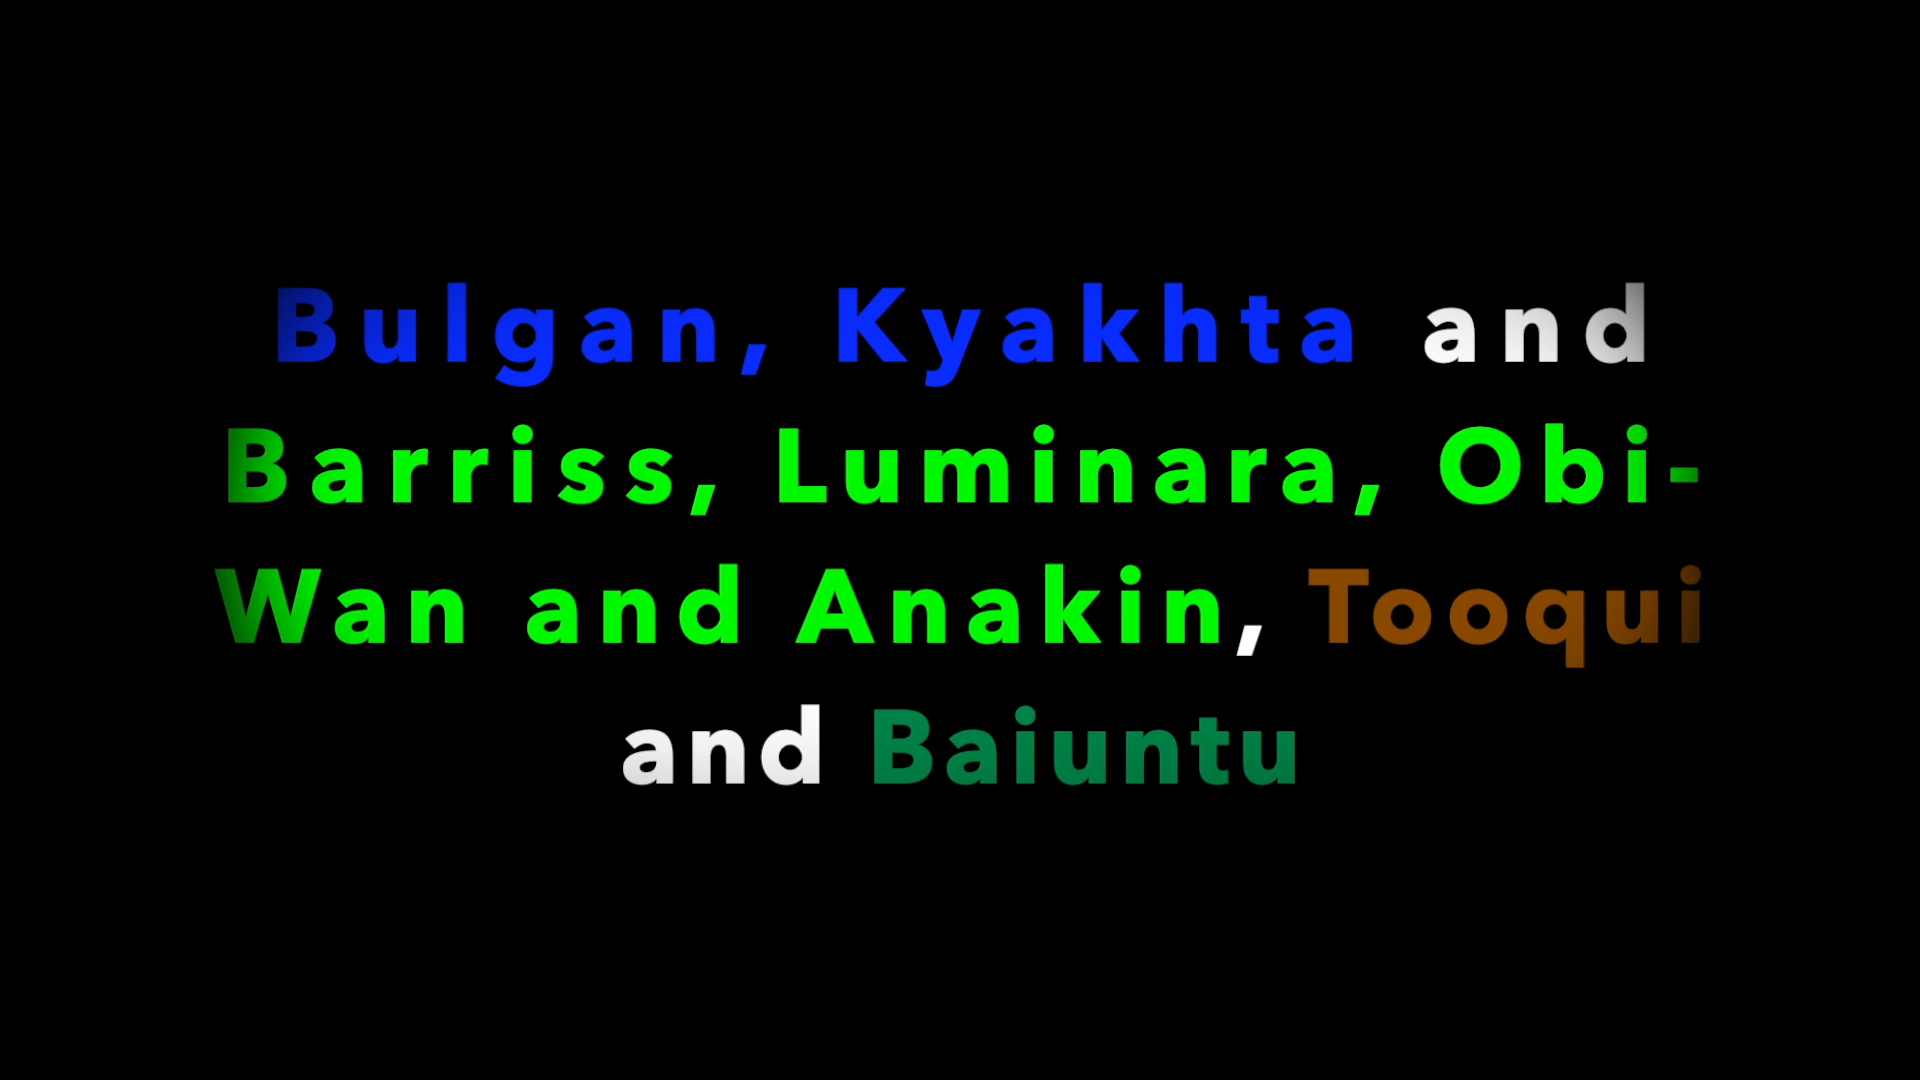 Bulgan, Kyakhta and
Barriss, Luminara, Obi-
Wan and Anakin, Tooqui
and Baiuntu